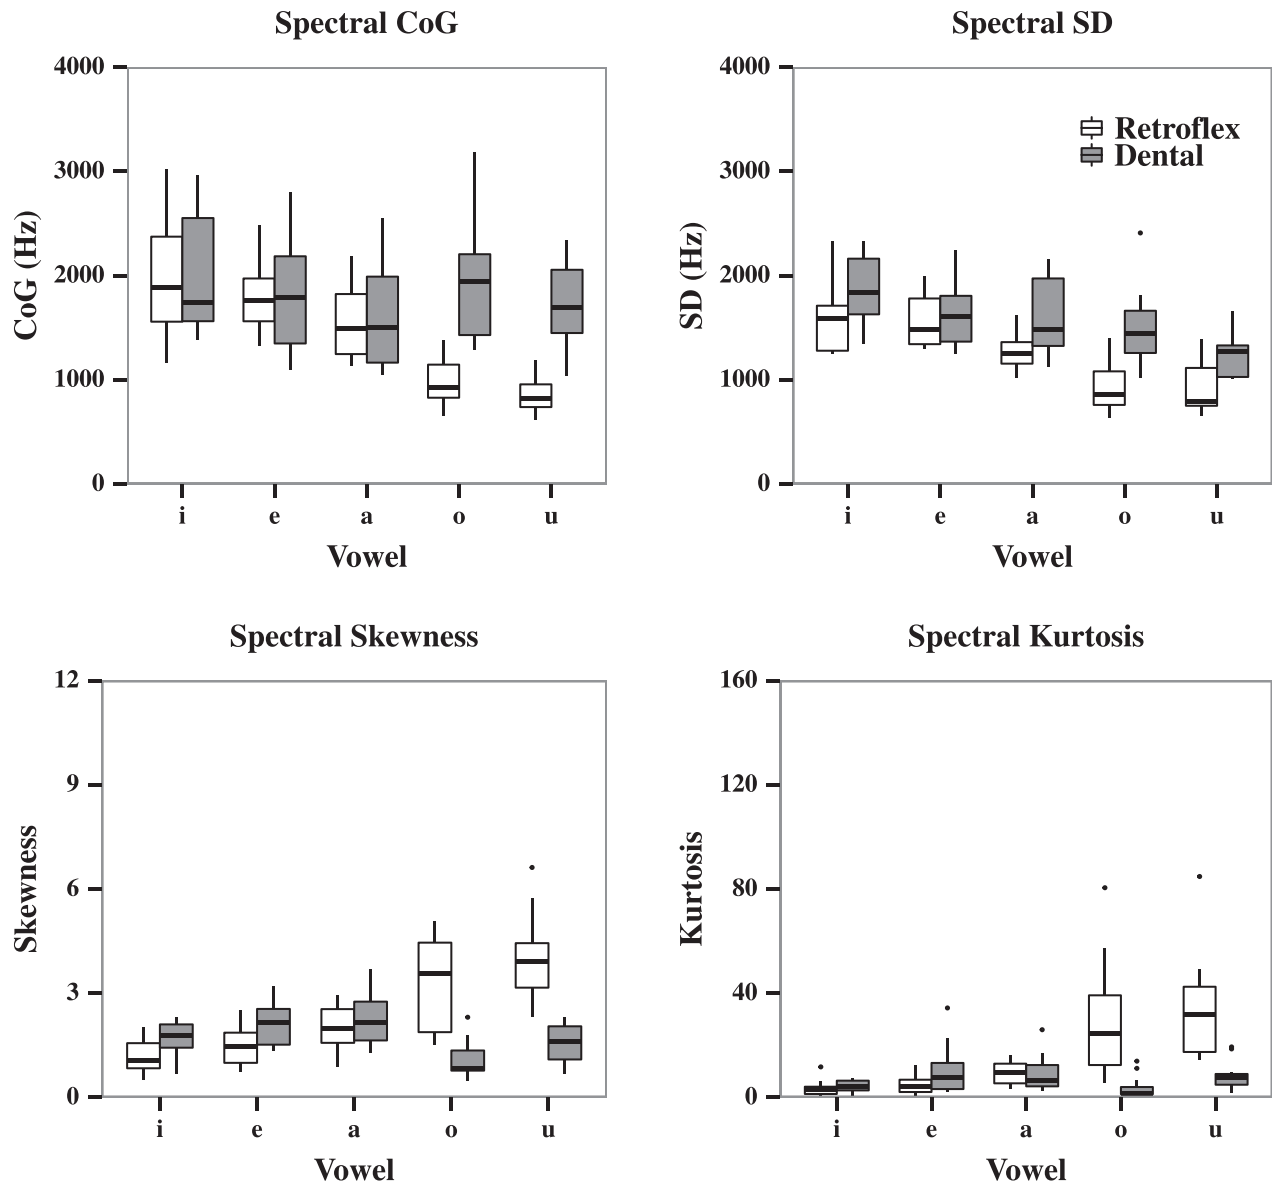 Spectral CoG
4000
3000
2000
1000
0
CoG (Hz)
i e a o u
Vowel
Spectral SD
4000
3000
2000
1000
0
SD (Hz)
Retroflex
Dental
i e a o u
Vowel
Spectral Skewness
12
9
6
3
0
Skewness
i e a o u
Vowel
Spectral Kurtosis
160
120
80
40
0
Kurtosis
i e a o u
Vowel